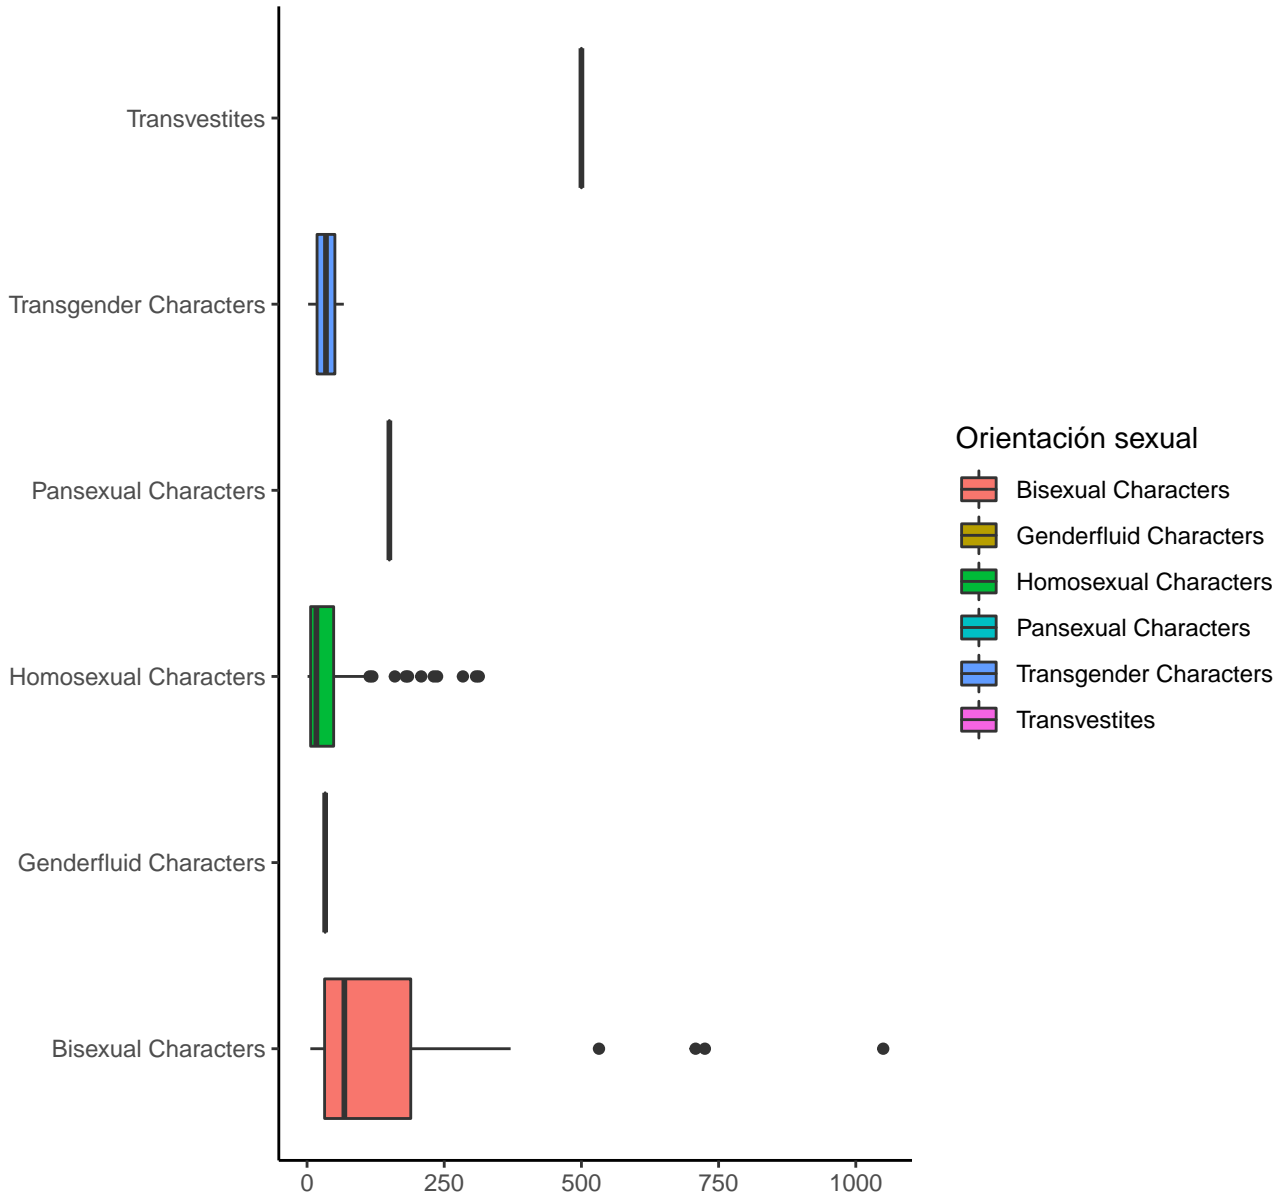 Transvestites
Transgender Characters
Pansexual Characters
Homosexual Characters
Genderfluid Characters
Bisexual Characters
0 250 500 750 1000
Orientación sexual
Bisexual Characters
Genderfluid Characters
Homosexual Characters
Pansexual Characters
Transgender Characters
Transvestites